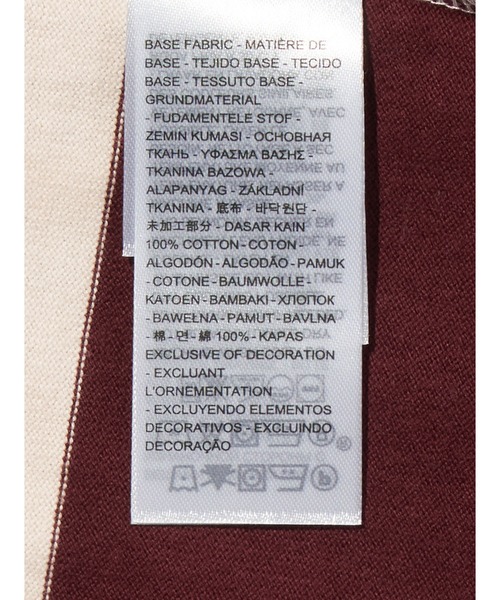 BASE FABRIC - MATIÈRE DE
BASE - TEJIDO BASE - TECIDO
BASE - TESSUTO BASE -
GRUNDMATERIAL
- FUDAMENTELE STOF -
ZEMIN KUMASI - ОСНОВНАЯ
ТКАНЬ - ΥΦΑΣΜΑ ΒΑΣΗΣ -
TKANINA BAZOWA -
ALAPANYAG - ZÁKLADNÍ
TKANINA - 底布 - 바닥원단 -
未加工部分 - DASAR KAIN
100% COTTON - COTON -
ALGODÓN - ALGODÃO - PAMUK
- COTONE - BAUMWOLLE -
KATOEN - BAMBAKI - ХЛОПОК
- BAWEŁNA - PAMUT - BAVLNA
- 棉 - 면 - 綿 100% - KAPAS
EXCLUSIVE OF DECORATION
- EXCLUANT
L'ORNEMENTATION
- EXCLUYENDO ELEMENTOS
DECORATIVOS - EXCLUINDO
DECORAÇÃO